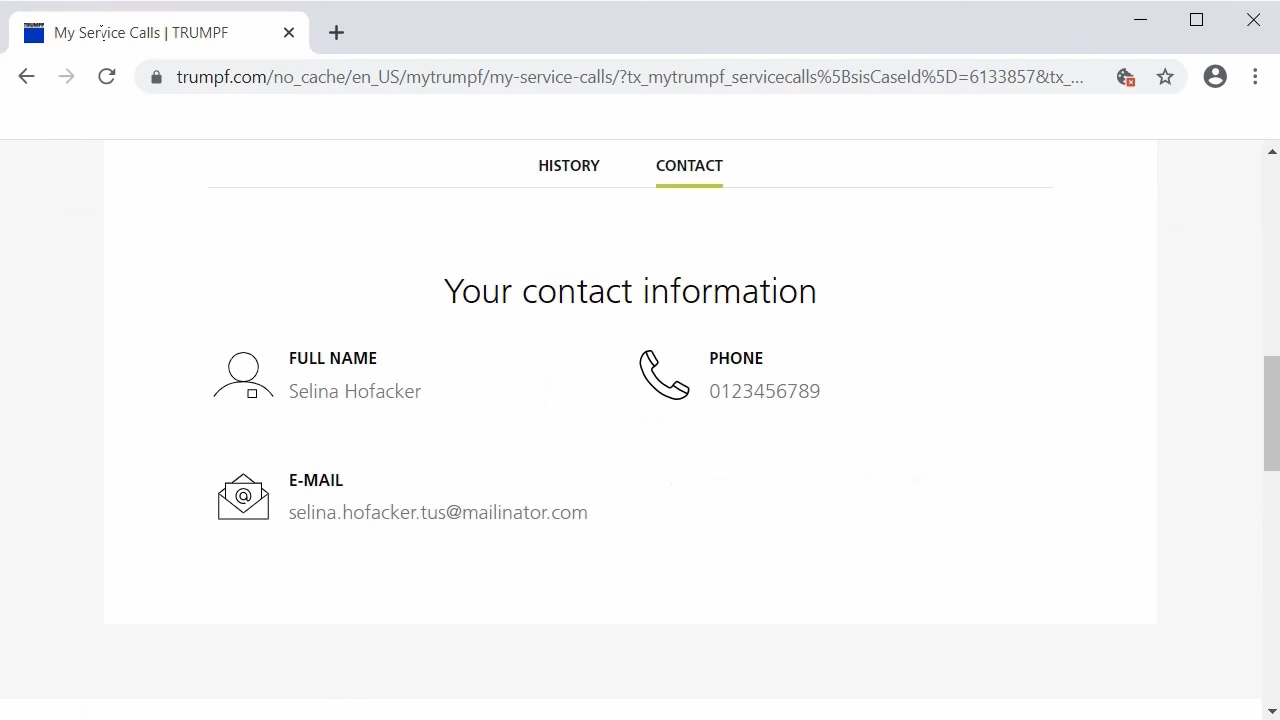 My Service Calls | TRUMPF
trumpf.com/no_cache/en_US/mytrumpf/my-service-calls/?tx_mytrumpf_servicecalls%5BsisCaseId%5D=6133857&tx_...
HISTORY CONTACT
Your contact information
FULL NAME PHONE
Selina Hofacker 0123456789
E-MAIL
selina.hofacker.tus@mailinator.com